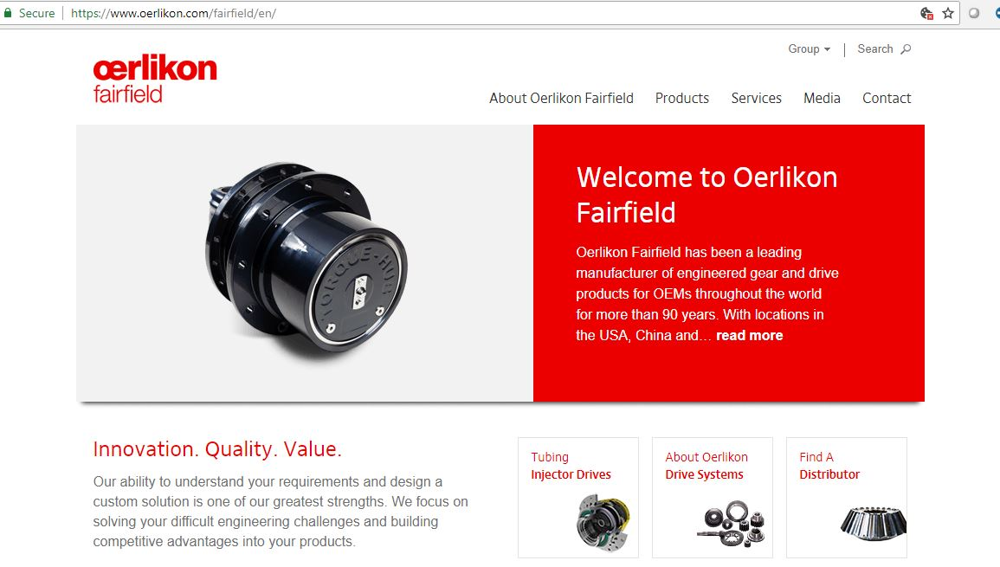 Secure | https://www.oerlikon.com/fairfield/en/
Group | Search
œrlikon
fairfield
About Oerlikon Fairfield Products Services Media Contact
TORQUE-HUB
Welcome to Oerlikon
Fairfield
Oerlikon Fairfield has been a leading
manufacturer of engineered gear and drive
products for OEMs throughout the world
for more than 90 years. With locations in
the USA, China and... read more
Innovation. Quality. Value.
Our ability to understand your requirements and design a
custom solution is one of our greatest strengths. We focus on
solving your difficult engineering challenges and building
competitive advantages into your products.
Tubing
Injector Drives
About Oerlikon
Drive Systems
Find A
Distributor